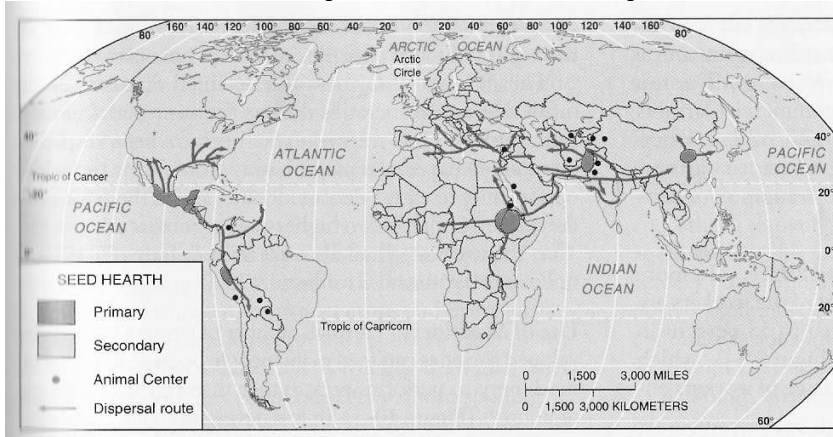 160° 140° 120° 100° 80° 60° 40° 20° 0° 20° 40° 60° 80° 100° 120° 140° 160°
80° 80°
ARCTIC OCEAN
Arctic
Circle
40° 40°
ATLANTIC
OCEAN
PACIFIC
OCEAN
Tropic of Cancer
20° 20°
PACIFIC
OCEAN
0° 0°
INDIAN
OCEAN
SEED HEARTH
Primary
Secondary
Animal Center
Dispersal route
20°
Tropic of Capricorn
0 1,500 3,000 MILES
0 1,500 3,000 KILOMETERS
60°